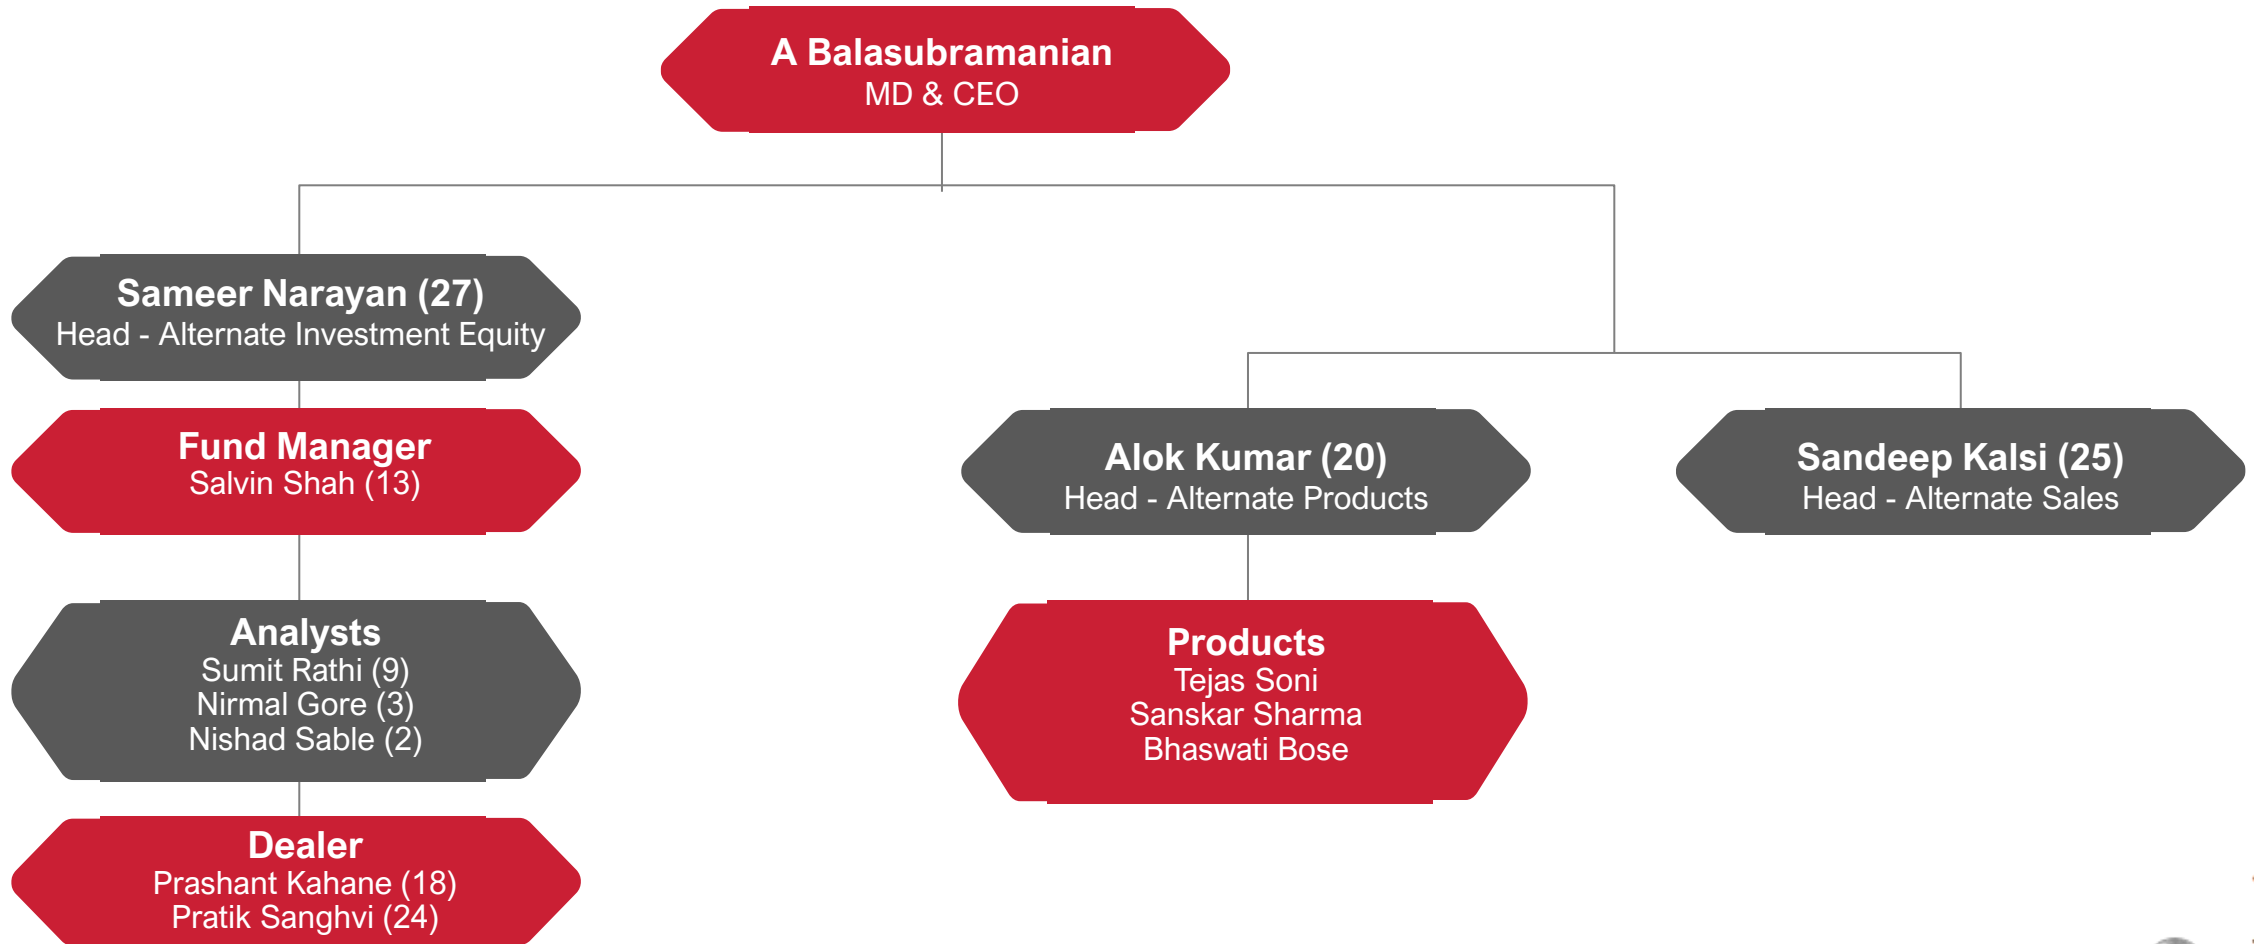 A Balasubramanian
MD & CEO
Sameer Narayan (27)
Head - Alternate Investment Equity
Fund Manager
Salvin Shah (13)
Alok Kumar (20)
Head - Alternate Products
Sandeep Kalsi (25)
Head - Alternate Sales
Analysts
Sumit Rathi (9)
Nirmal Gore (3)
Nishad Sable (2)
Products
Tejas Soni
Sanskar Sharma
Bhaswati Bose
Dealer
Prashant Kahane (18)
Pratik Sanghvi (24)